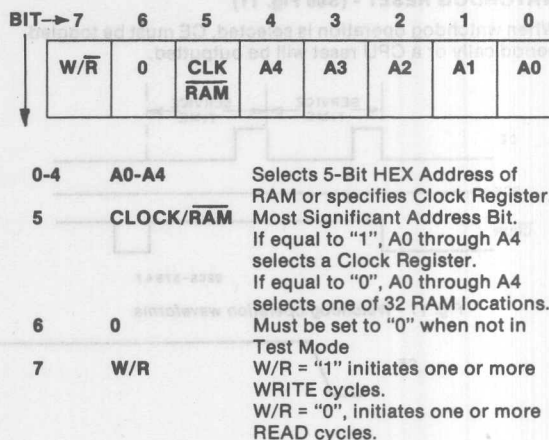 BIT→7 6 5 4 3 2 1 0
W/R̅ 0 CLK A4 A3 A2 A1 A0
R̅A̅M̅
0-4 A0-A4 Selects 5-Bit HEX Address of
RAM or specifies Clock Register
5 CLOCK/R̅A̅M̅ Most Significant Address Bit.
If equal to “1”, A0 through A4
selects a Clock Register.
If equal to “0”, A0 through A4
selects one of 32 RAM locations.
6 0 Must be set to “0” when not in
Test Mode
7 W/R W/R = “1” initiates one or more
WRITE cycles.
W/R = “0”, initiates one or more
READ cycles.